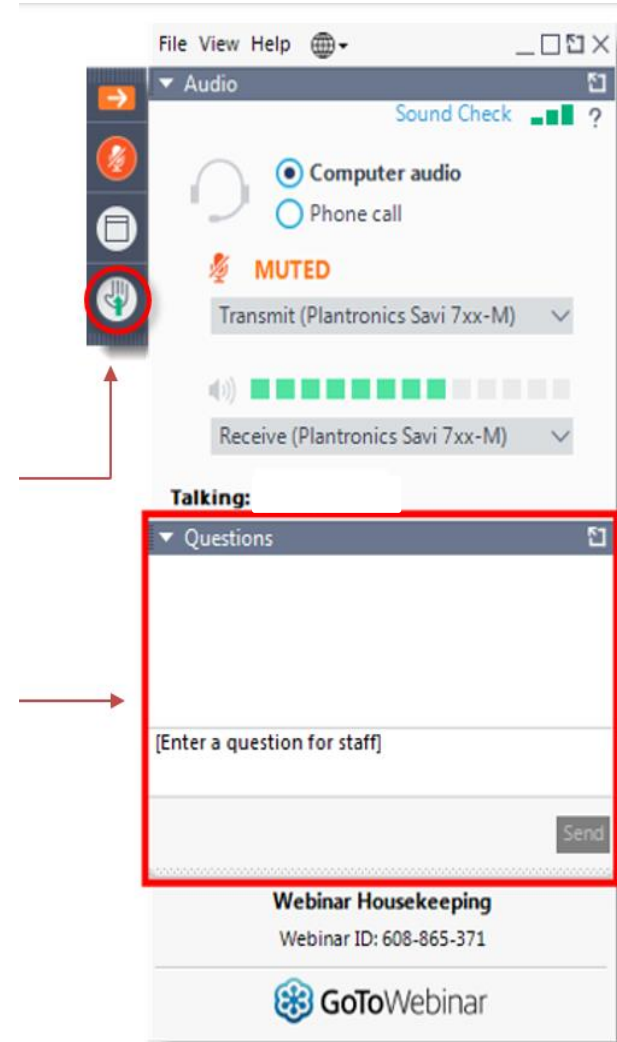 File View Help
Audio
Sound Check ?
Computer audio
Phone call
MUTED
Transmit (Plantronics Savi 7xx-M)
Receive (Plantronics Savi 7xx-M)
Talking:
Questions
[Enter a question for staff]
Send
Webinar Housekeeping
Webinar ID: 608-865-371
GoToWebinar